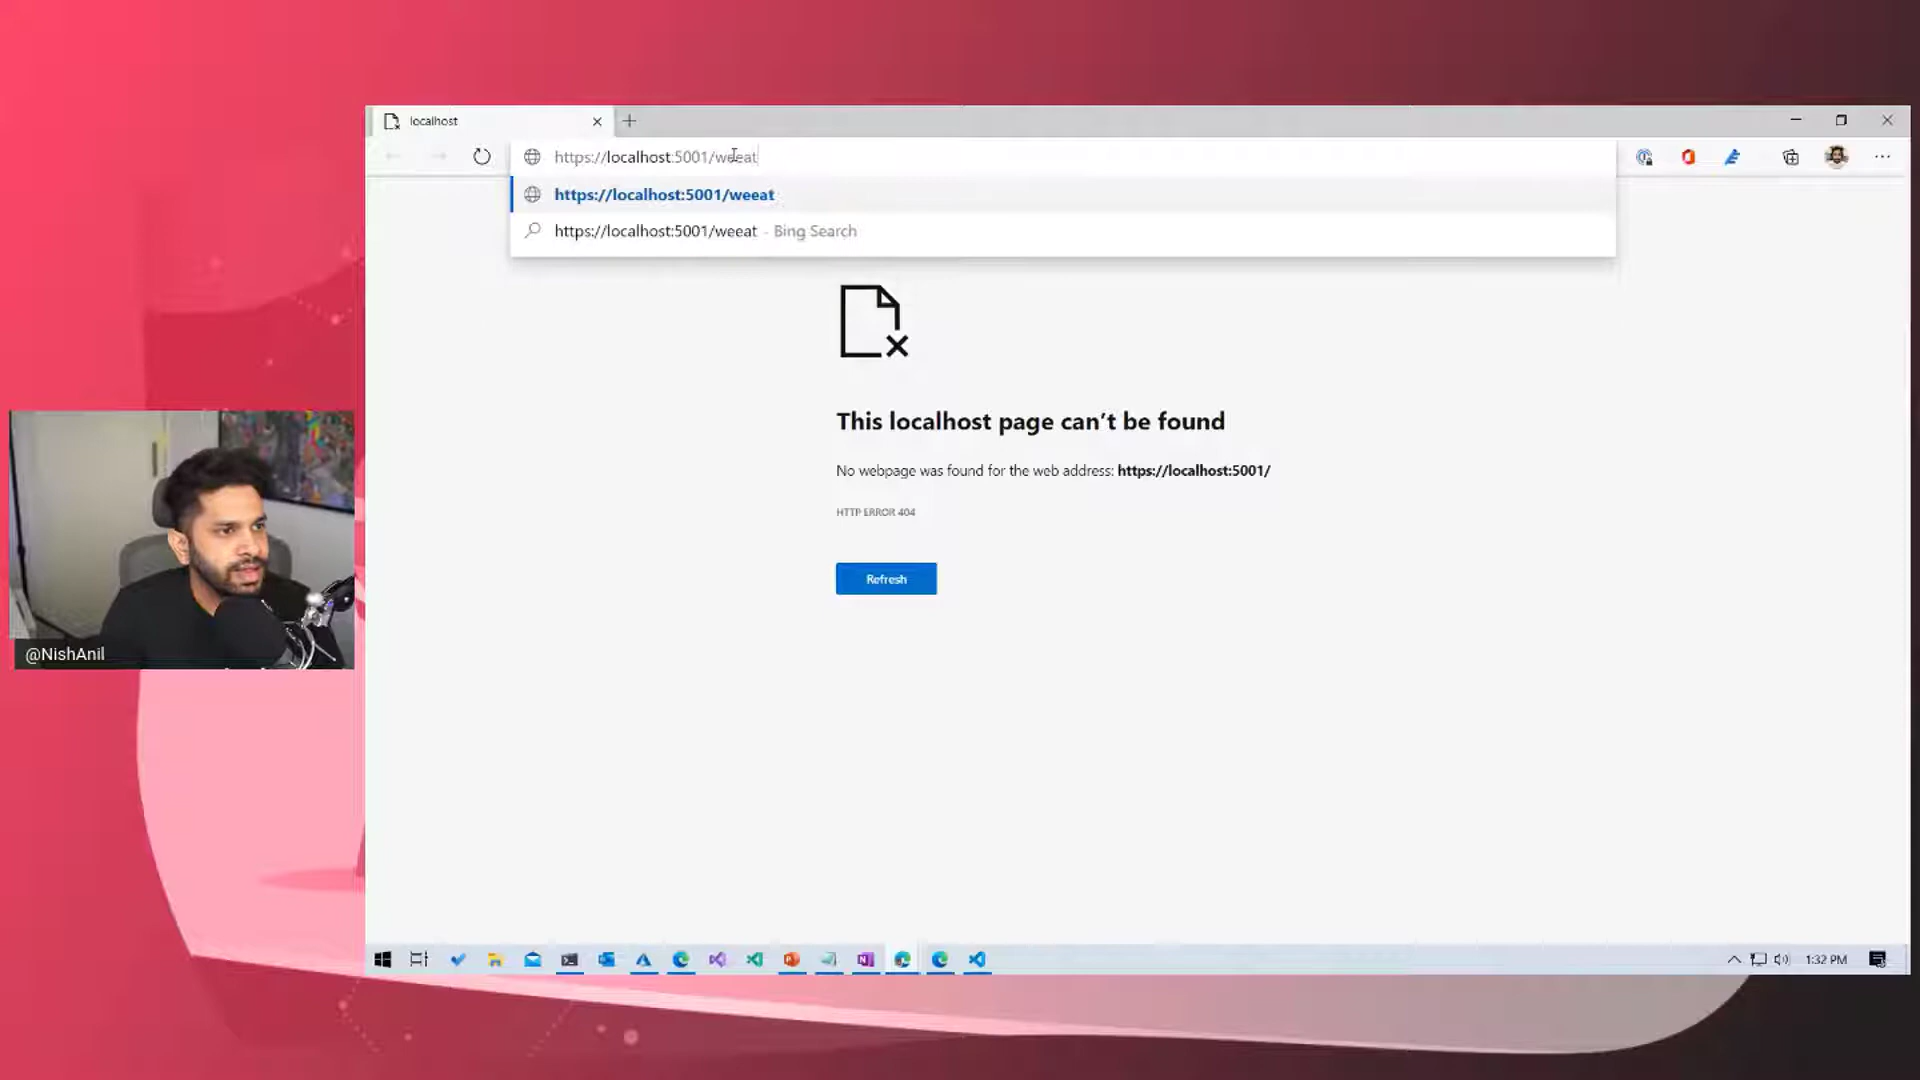 localhost
https://localhost:5001/weeat
https://localhost:5001/weeat
https://localhost:5001/weeat - Bing Search
This localhost page can't be found
No webpage was found for the web address: https://localhost:5001/
HTTP ERROR 404
Refresh
@NishAnil
1:32 PM